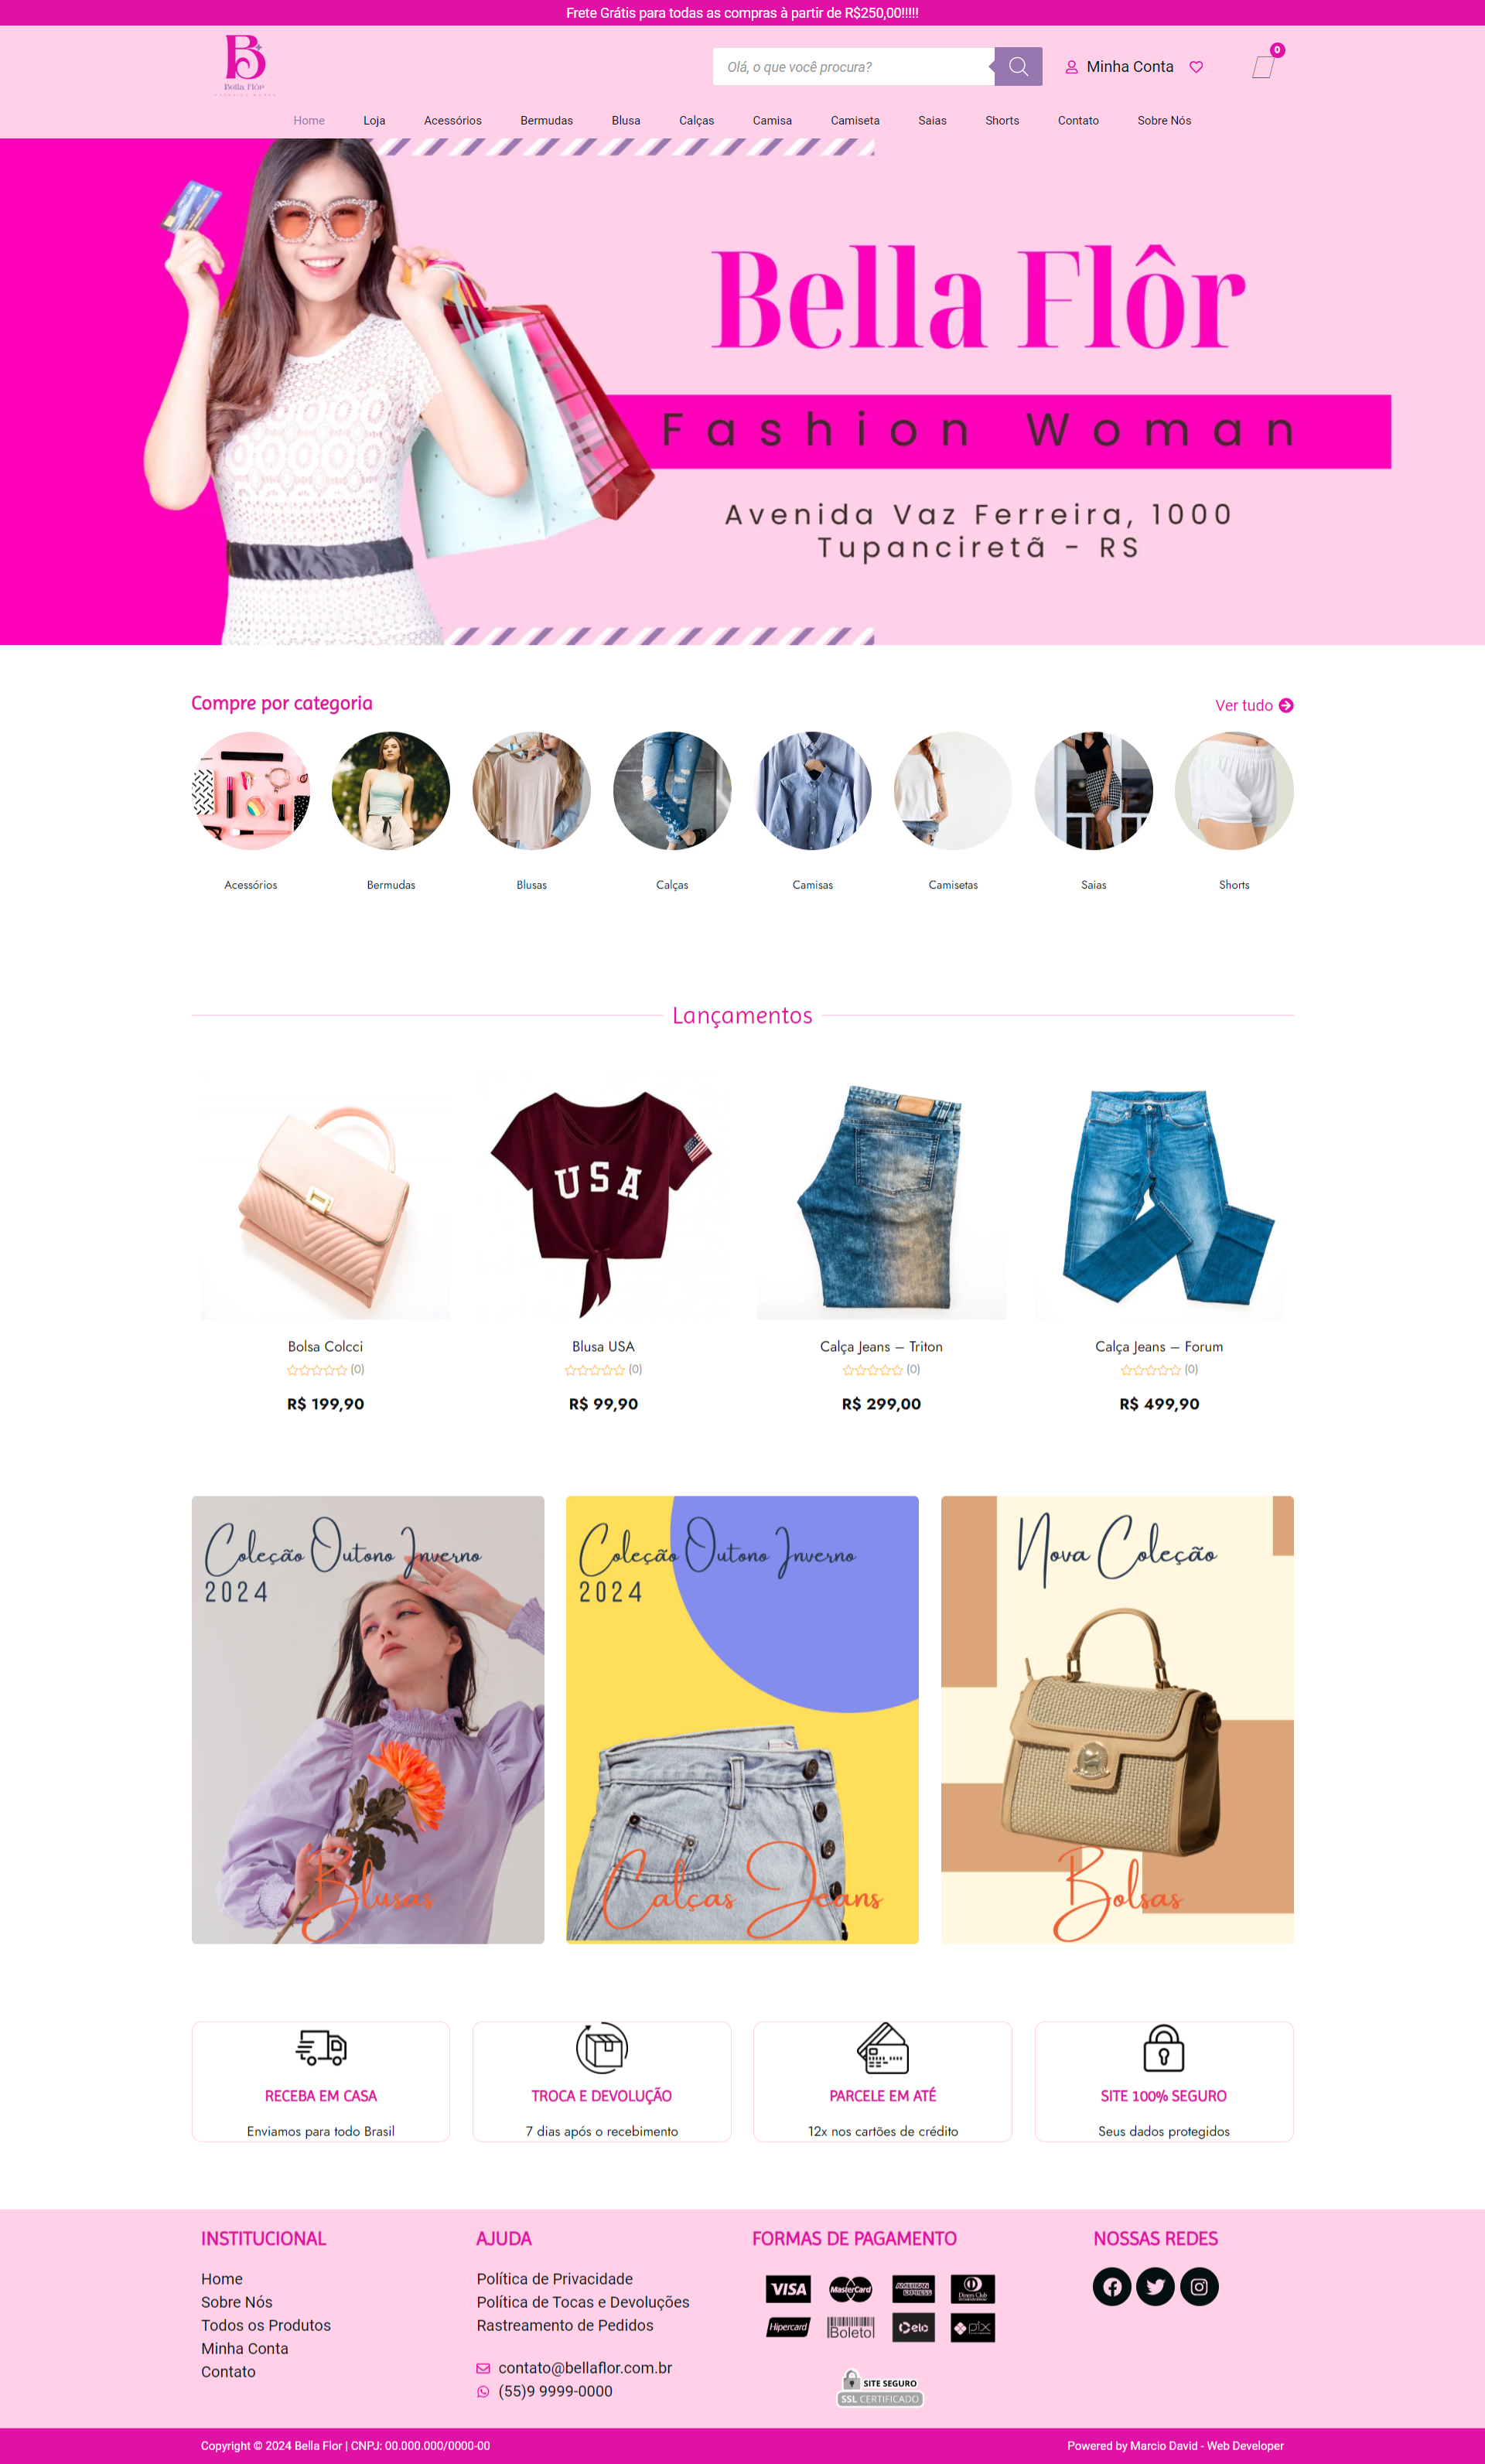 Frete Grátis para todas as compras à partir de R$250,00!!!!!
B
Bella Flôr
Olá, o que você procura?
Minha Conta
0
Home Loja Acessórios Bermudas Blusa Calças Camisa Camiseta Saias Shorts Contato Sobre Nós
Bella Flôr
Fashion Woman
Avenida Vaz Ferreira, 1000
Tupanciretã - RS
Compre por categoria
Ver tudo
Acessórios Bermudas Blusas Calças Camisas Camisetas Saias Shorts
Lançamentos
USA
Bolsa Colcci Blusa USA Calça Jeans – Triton Calça Jeans – Forum
(0) (0) (0) (0)
R$ 199,90 R$ 99,90 R$ 299,00 R$ 499,90
Coleção Outono Inverno
2024
Blusas
Coleção Outono Inverno
2024
Calças Jeans
Nova Coleção
Bolsas
RECEBA EM CASA
Enviamos para todo Brasil
TROCA E DEVOLUÇÃO
7 dias após o recebimento
PARCELE EM ATÉ
12x nos cartões de crédito
SITE 100% SEGURO
Seus dados protegidos
INSTITUCIONAL
Home
Sobre Nós
Todos os Produtos
Minha Conta
Contato
AJUDA
Política de Privacidade
Política de Tocas e Devoluções
Rastreamento de Pedidos
contato@bellaflor.com.br
(55)9 9999-0000
FORMAS DE PAGAMENTO
VISA MasterCard AMERICAN EXPRESS Diners Club
Hipercard Boleto elo pix
SITE SEGURO
SSL CERTIFICADO
NOSSAS REDES
Copyright © 2024 Bella Flor | CNPJ: 00.000.000/0000-00
Powered by Marcio David - Web Developer